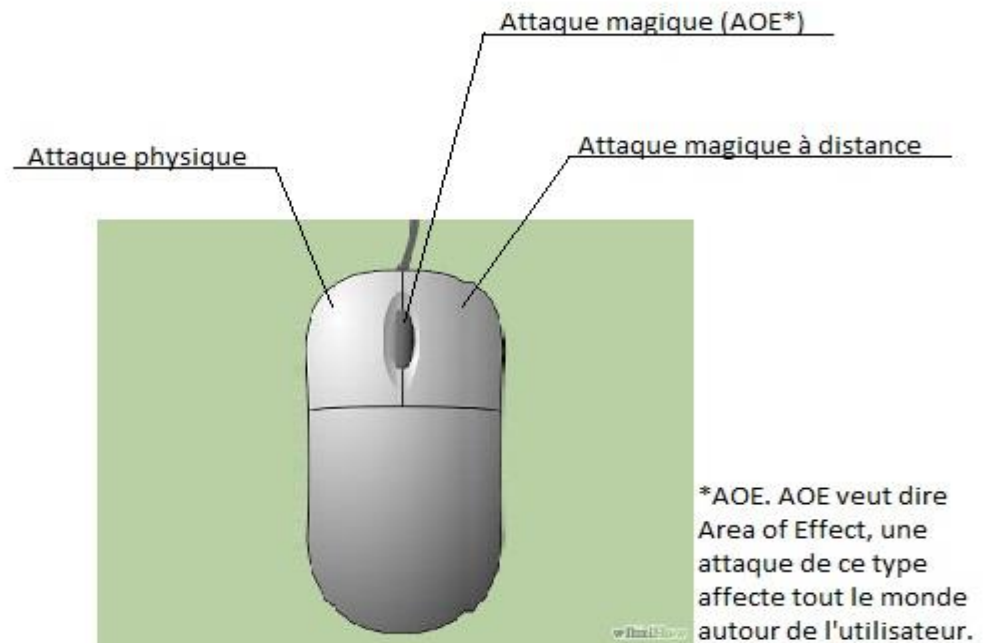 Attaque magique (AOE*)
Attaque physique
Attaque magique à distance
*AOE. AOE veut dire
Area of Effect, une
attaque de ce type
affecte tout le monde
autour de l'utilisateur.
wikiHow